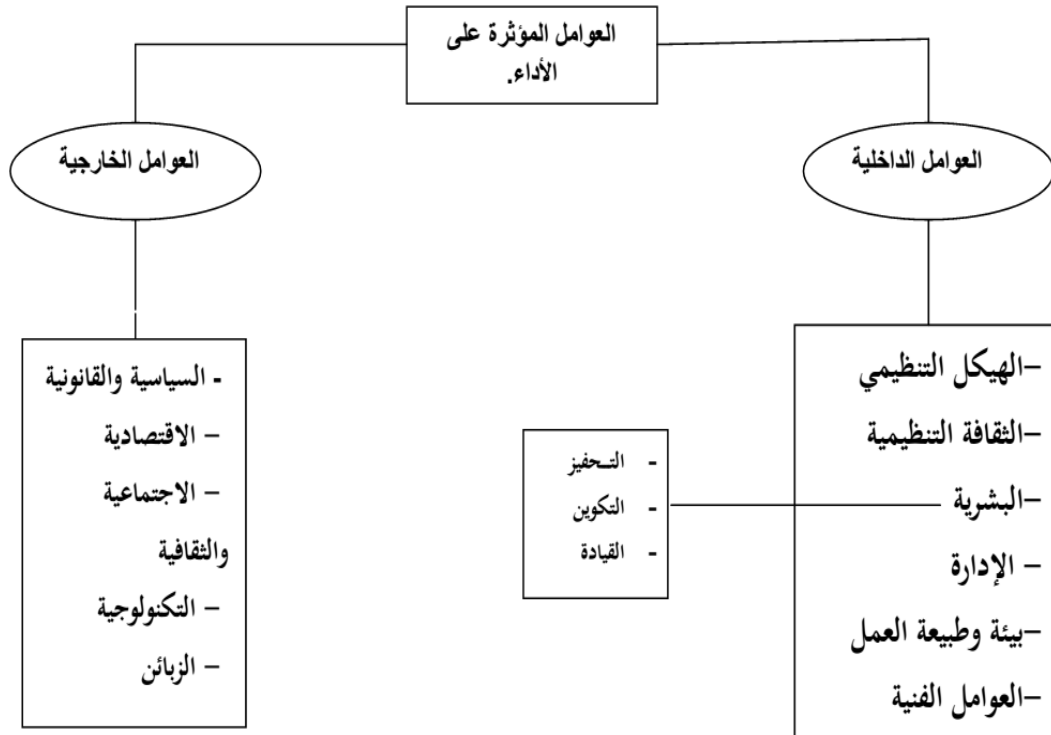 العوامل المؤثرة على
الأداء.
العوامل الداخلية
العوامل الخارجية
–الهيكل التنظيمي
–الثقافة التنظيمية
–البشرية
– الإدارة
–بيئة وطبيعة العمل
–العوامل الفنية
- التـحفيز
- التكوين
- القيادة
- السياسية والقانونية
– الاقتصادية
– الاجتماعية
والثقافية
– التكنولوجية
– الزبائن